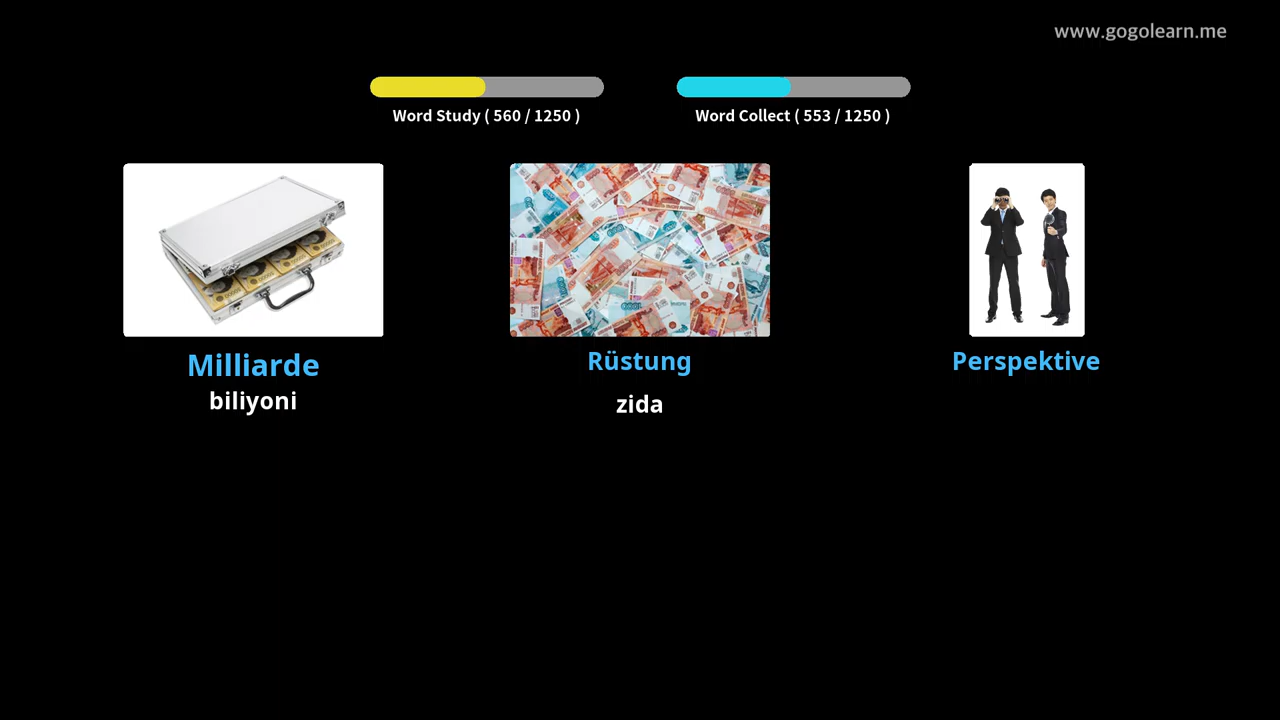 www.gogolearn.me
Word Study ( 560 / 1250 )
Word Collect ( 553 / 1250 )
Milliarde
biliyoni
Rüstung
zida
Perspektive